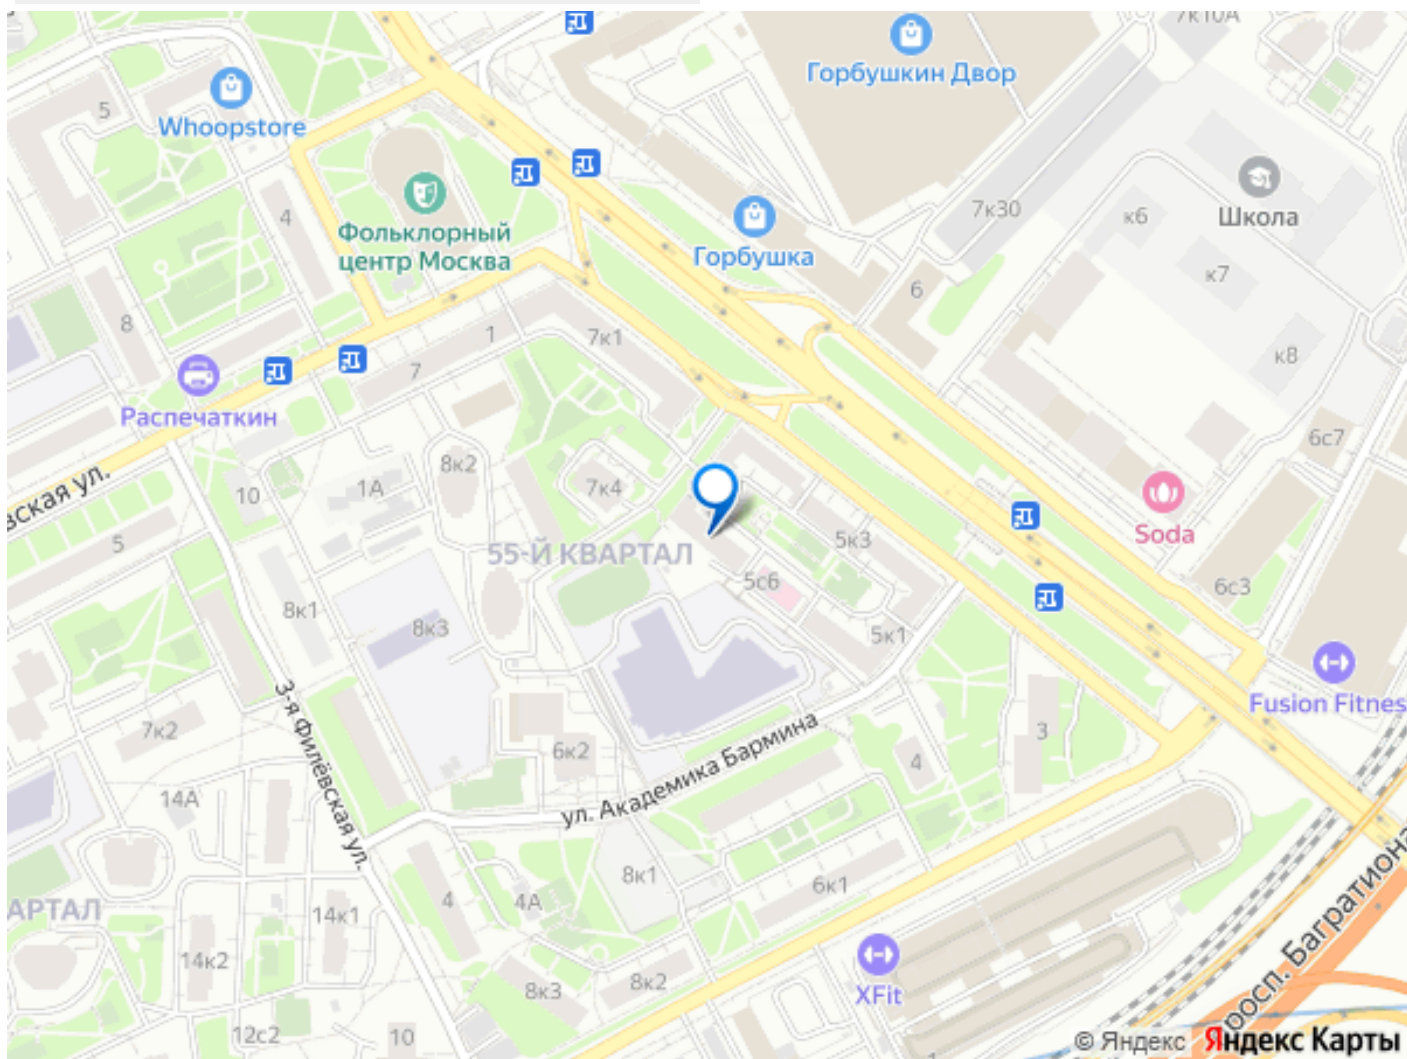 7к10А
Горбушкин Двор
5
Whoopstore
4
Школа
7к30
к6
Фольклорный
центр Москва
Горбушка
к7
6
8
1
7к1
к8
7
Распечаткин
6с7
8к2
1А
10
7к4
вская ул.
Soda
5
55-Й КВАРТАЛ
5к3
5с6
6с3
8к1
8к3
5к1
3-я Филёвская ул.
Fusion Fitnes
7к2
6к2
3
4
ул. Академика Бармина
14А
8к1
6к1
4
4А
АРТАЛ
14к1
14к2
8к2
8к3
XFit
просп. Багратиона
12с2
10
1
© Яндекс Яндекс Карты